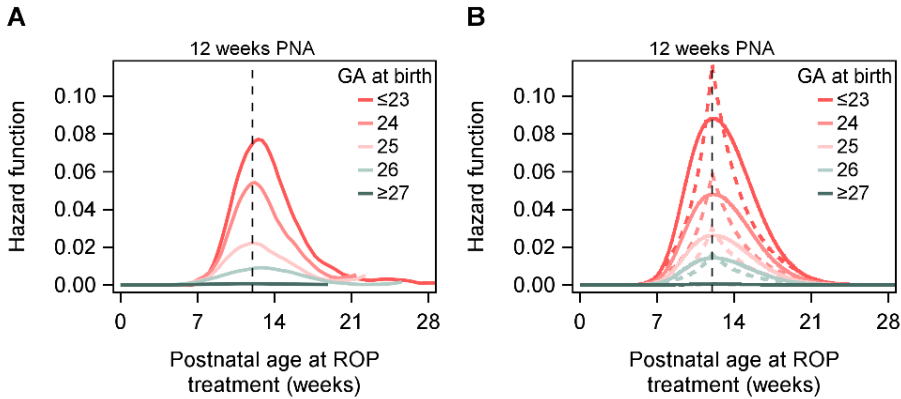 A
12 weeks PNA
GA at birth
≤23
24
25
26
≥27
Hazard function
0.10
0.08
0.06
0.04
0.02
0.00
0 7 14 21 28
Postnatal age at ROP
treatment (weeks)
B
12 weeks PNA
GA at birth
≤23
24
25
26
≥27
Hazard function
0.10
0.08
0.06
0.04
0.02
0.00
0 7 14 21 28
Postnatal age at ROP
treatment (weeks)